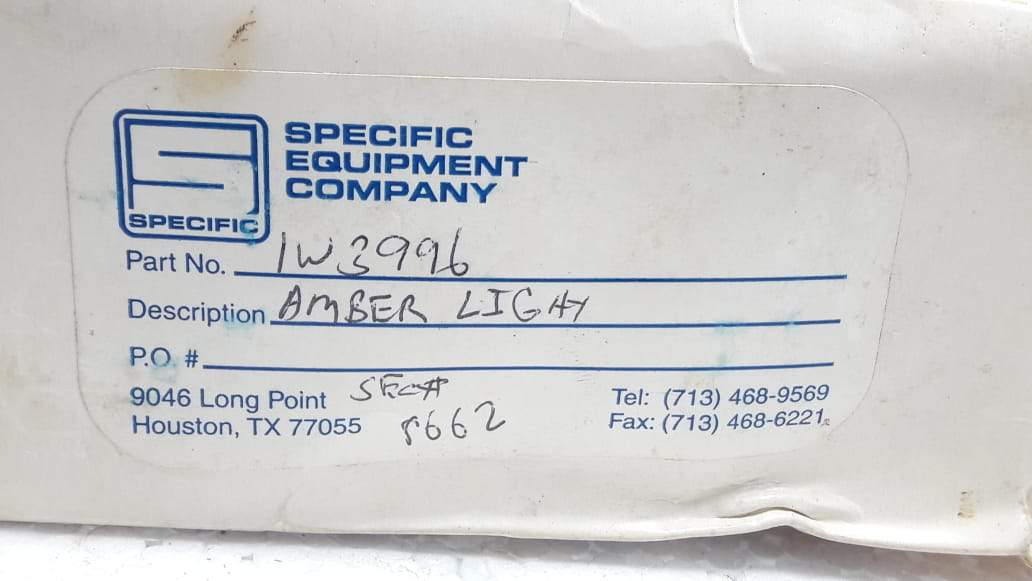 SPECIFIC
EQUIPMENT
COMPANY
SPECIFIC
Part No. 1W3996
Description AMBER LIGHT
P.O. #
9046 Long Point
Houston, TX 77055
SEC#
8662
Tel: (713) 468-9569
Fax: (713) 468-6221